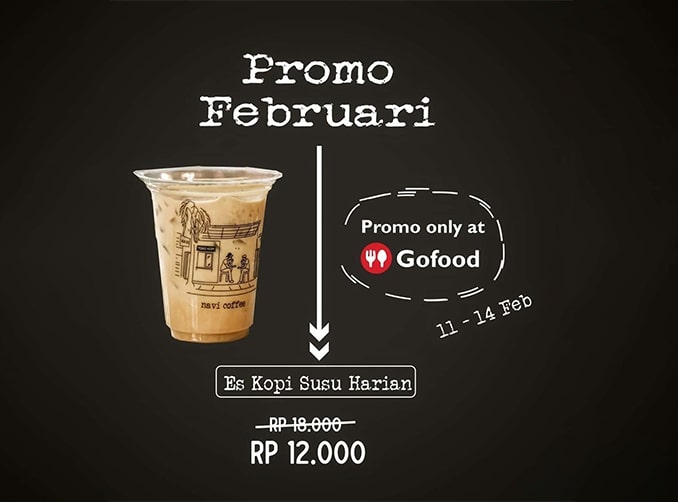 Promo
Februari
Promo only at
Gofood
11 - 14 Feb
navi coffee
Es Kopi Susu Harian
RP 18.000
RP 12.000